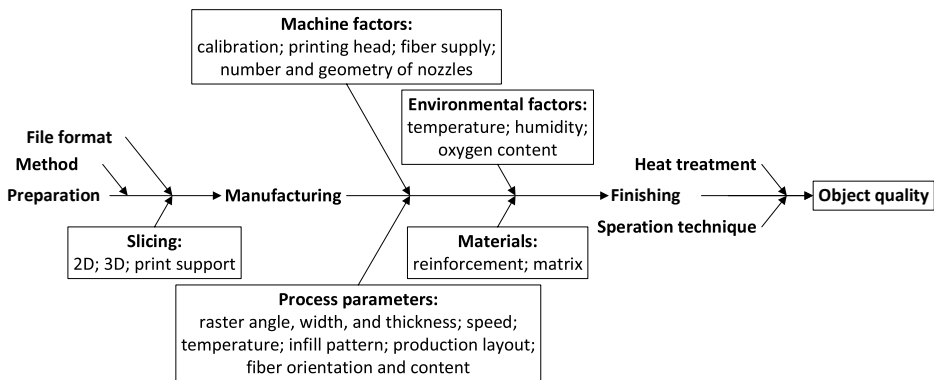 Machine factors:
calibration; printing head; fiber supply;
number and geometry of nozzles
Environmental factors:
temperature; humidity;
oxygen content
File format
Method
Preparation
Manufacturing
Heat treatment
Finishing
Object quality
Speration technique
Slicing:
2D; 3D; print support
Materials:
reinforcement; matrix
Process parameters:
raster angle, width, and thickness; speed;
temperature; infill pattern; production layout;
fiber orientation and content